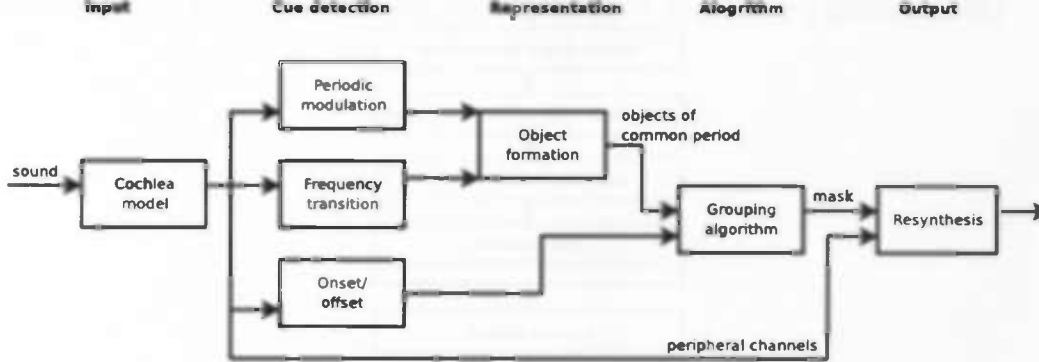 Input
Cue detection
Representation
Alogrithm
Output
Periodic
modulation
objects of
common period
Object
formation
sound
Cochlea
model
Frequency
transition
Grouping
algorithm
mask
Resynthesis
Onset/
offset
peripheral channels